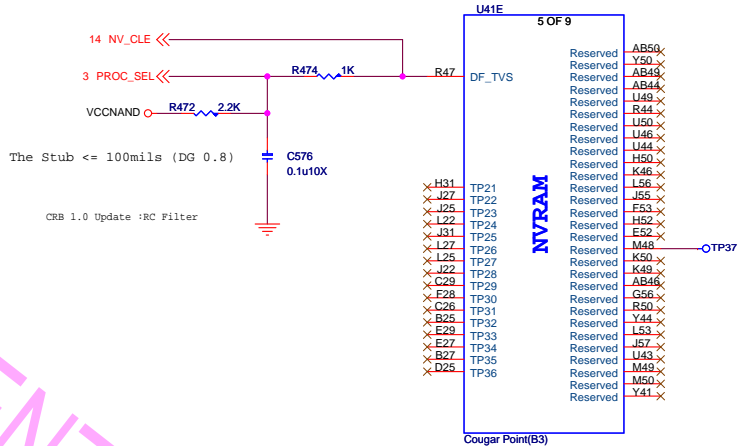 U41E
5 OF 9
14 NV_CLE
3 PROC_SEL
R474 1K
R47 DF_TVS
VCCNAND
R472 2.2K
The Stub <= 100mils (DG 0.8)
C576
0.1u10X
CRB 1.0 Update :RC Filter
NVRAM
H31 TP21
J27 TP22
J25 TP23
L22 TP24
J31 TP25
L27 TP26
L25 TP27
J22 TP28
C29 TP29
F28 TP30
C26 TP31
B25 TP32
E29 TP33
E27 TP34
B27 TP35
D25 TP36
Reserved AB50
Reserved Y50
Reserved AB49
Reserved AB44
Reserved U49
Reserved R44
Reserved U50
Reserved U46
Reserved U44
Reserved H50
Reserved K46
Reserved L56
Reserved J55
Reserved F53
Reserved H52
Reserved E52
Reserved M48 TP37
Reserved K50
Reserved K49
Reserved AB46
Reserved G56
Reserved R50
Reserved Y44
Reserved L53
Reserved J57
Reserved U43
Reserved M49
Reserved M50
Reserved Y41
Cougar Point(B3)